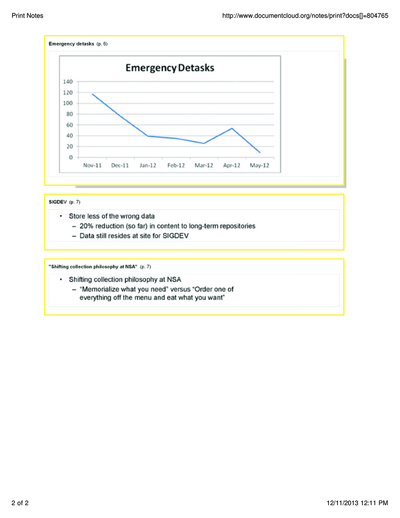 Print Notes http://www.documentcloud.org/notes/print?docs[]=804765
Emergency detasks (p. 6)
Emergency Detasks
140
120
100
80
60
40
20
0
Nov-11 Dec-11 Jan-12 Feb-12 Mar-12 Apr-12 May-12
SIGDEV (p. 7)
• Store less of the wrong data
– 20% reduction (so far) in content to long-term repositories
– Data still resides at site for SIGDEV
"Shifting collection philosophy at NSA" (p. 7)
• Shifting collection philosophy at NSA
– "Memorialize what you need" versus "Order one of
everything off the menu and eat what you want"
2 of 2 12/11/2013 12:11 PM